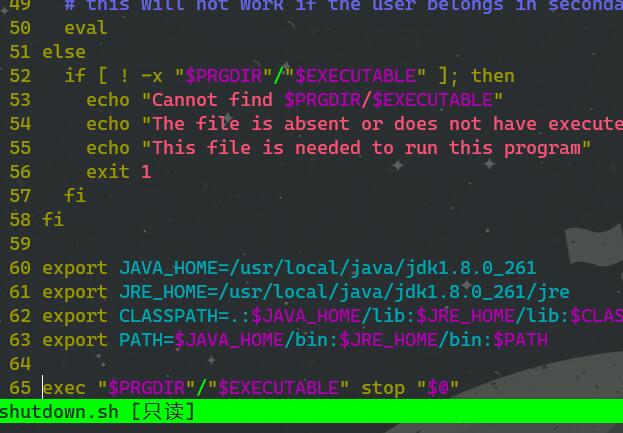 49   # this will not work if the user belongs in seconda
50   eval
51 else
52   if [ ! -x "$PRGDIR"/"$EXECUTABLE" ]; then
53     echo "Cannot find $PRGDIR/$EXECUTABLE"
54     echo "The file is absent or does not have execute
55     echo "This file is needed to run this program"
56     exit 1
57   fi
58 fi
59
60 export JAVA_HOME=/usr/local/java/jdk1.8.0_261
61 export JRE_HOME=/usr/local/java/jdk1.8.0_261/jre
62 export CLASSPATH=.:$JAVA_HOME/lib:$JRE_HOME/lib:$CLAS
63 export PATH=$JAVA_HOME/bin:$JRE_HOME/bin:$PATH
64
65 exec "$PRGDIR"/"$EXECUTABLE" stop "$@"
shutdown.sh [只读]